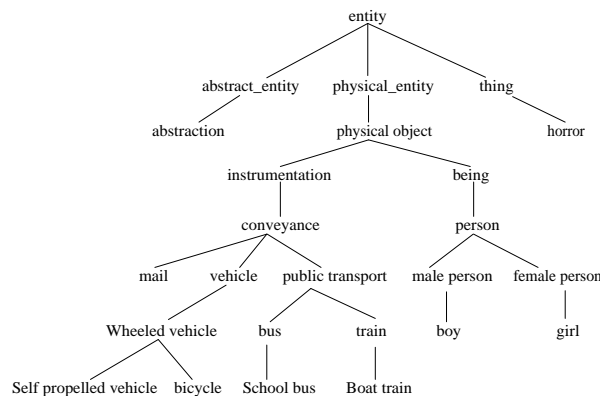 entity
abstract_entity physical_entity thing
abstraction physical object horror
instrumentation being
conveyance person
mail vehicle public transport male person female person
Wheeled vehicle bus train boy girl
Self propelled vehicle bicycle School bus Boat train